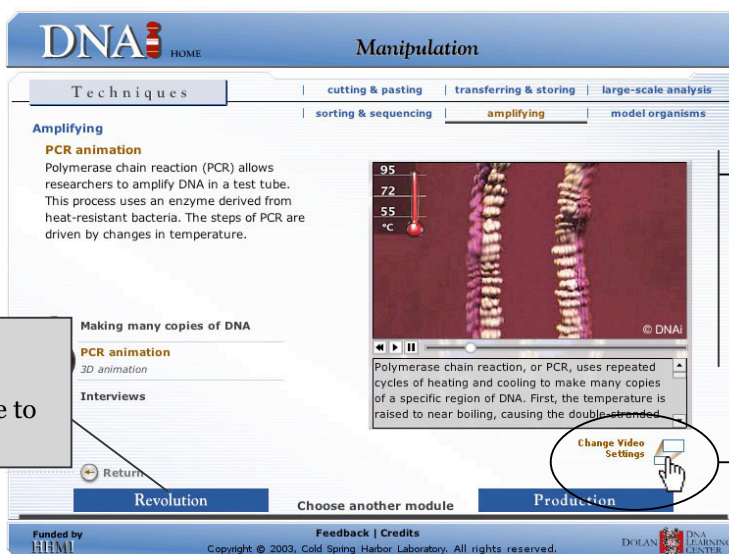 DNAi HOME
Manipulation
Techniques
| cutting & pasting | transferring & storing | large-scale analysis
| sorting & sequencing | amplifying | model organisms
Amplifying
PCR animation
Polymerase chain reaction (PCR) allows
researchers to amplify DNA in a test tube.
This process uses an enzyme derived from
heat-resistant bacteria. The steps of PCR are
driven by changes in temperature.
95
72
55
°C
© DNAi
Polymerase chain reaction, or PCR, uses repeated
cycles of heating and cooling to make many copies
of a specific region of DNA. First, the temperature is
raised to near boiling, causing the double-stranded
Making many copies of DNA
PCR animation
3D animation
Interviews
e to
Change Video
Settings
Return
Revolution
Choose another module
Production
Funded by
HHMI
Feedback | Credits
Copyright © 2003, Cold Spring Harbor Laboratory. All rights reserved.
DOLAN DNA
LEARNING
CENTER